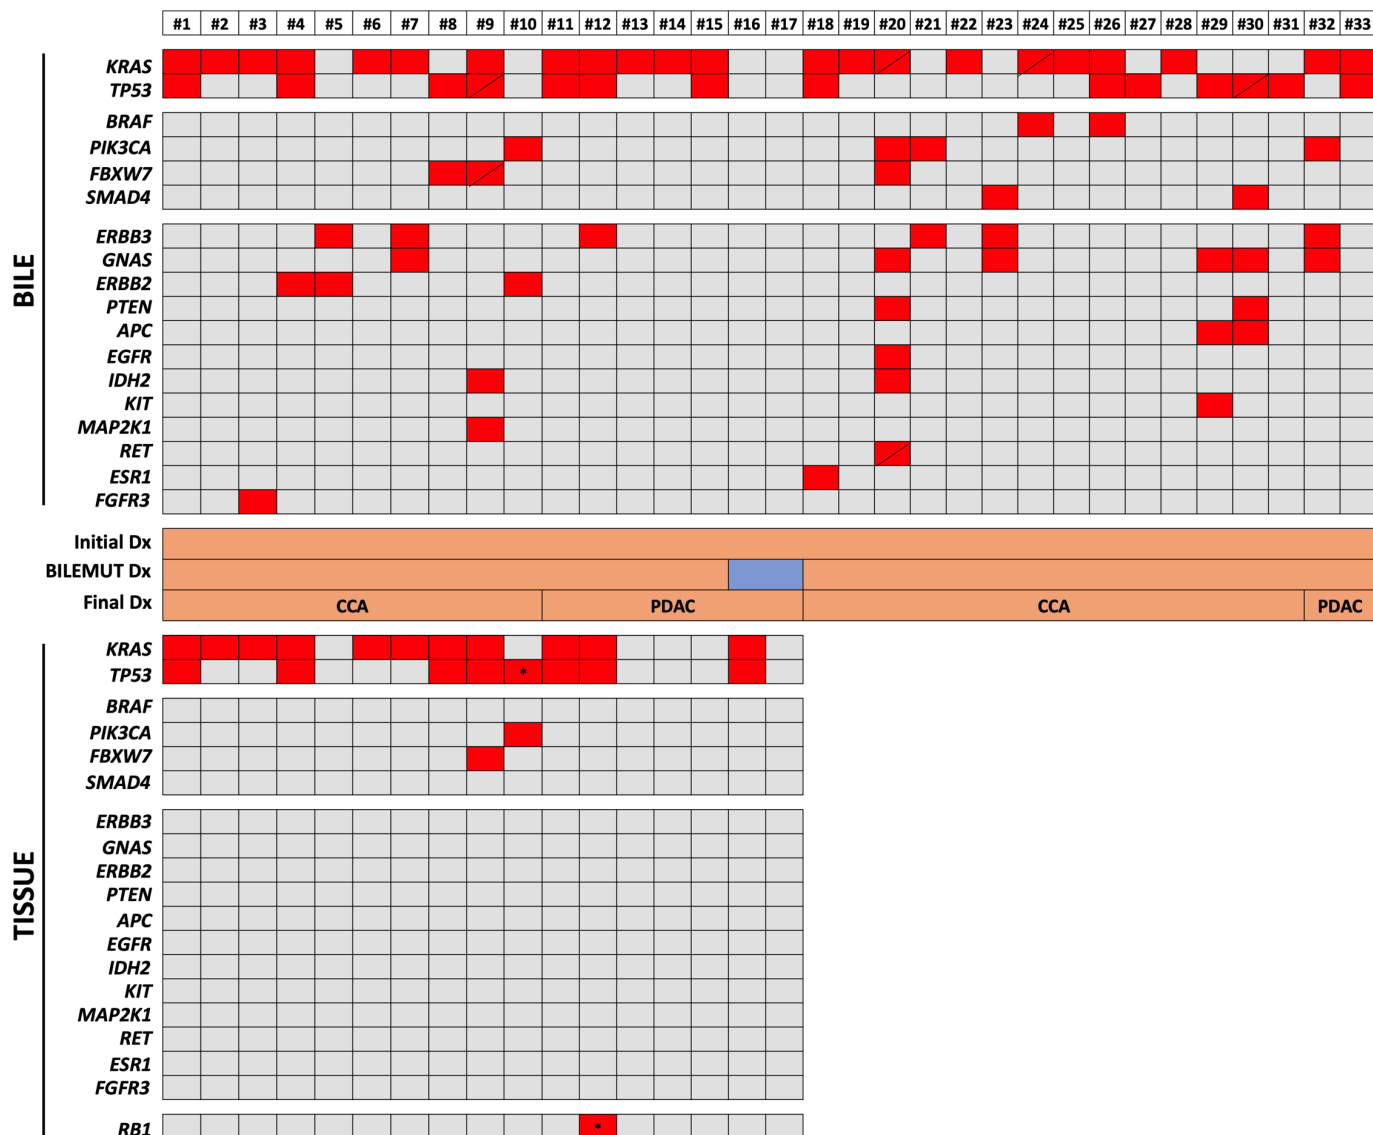 #1 #2 #3 #4 #5 #6 #7 #8 #9 #10 #11 #12 #13 #14 #15 #16 #17 #18 #19 #20 #21 #22 #23 #24 #25 #26 #27 #28 #29 #30 #31 #32 #33
BILE
KRAS
TP53
BRAF
PIK3CA
FBXW7
SMAD4
ERBB3
GNAS
ERBB2
PTEN
APC
EGFR
IDH2
KIT
MAP2K1
RET
ESR1
FGFR3
Initial Dx
BILEMUT Dx
Final Dx CCA PDAC CCA PDAC
TISSUE
KRAS
TP53 *
BRAF
PIK3CA
FBXW7
SMAD4
ERBB3
GNAS
ERBB2
PTEN
APC
EGFR
IDH2
KIT
MAP2K1
RET
ESR1
FGFR3
RB1 *